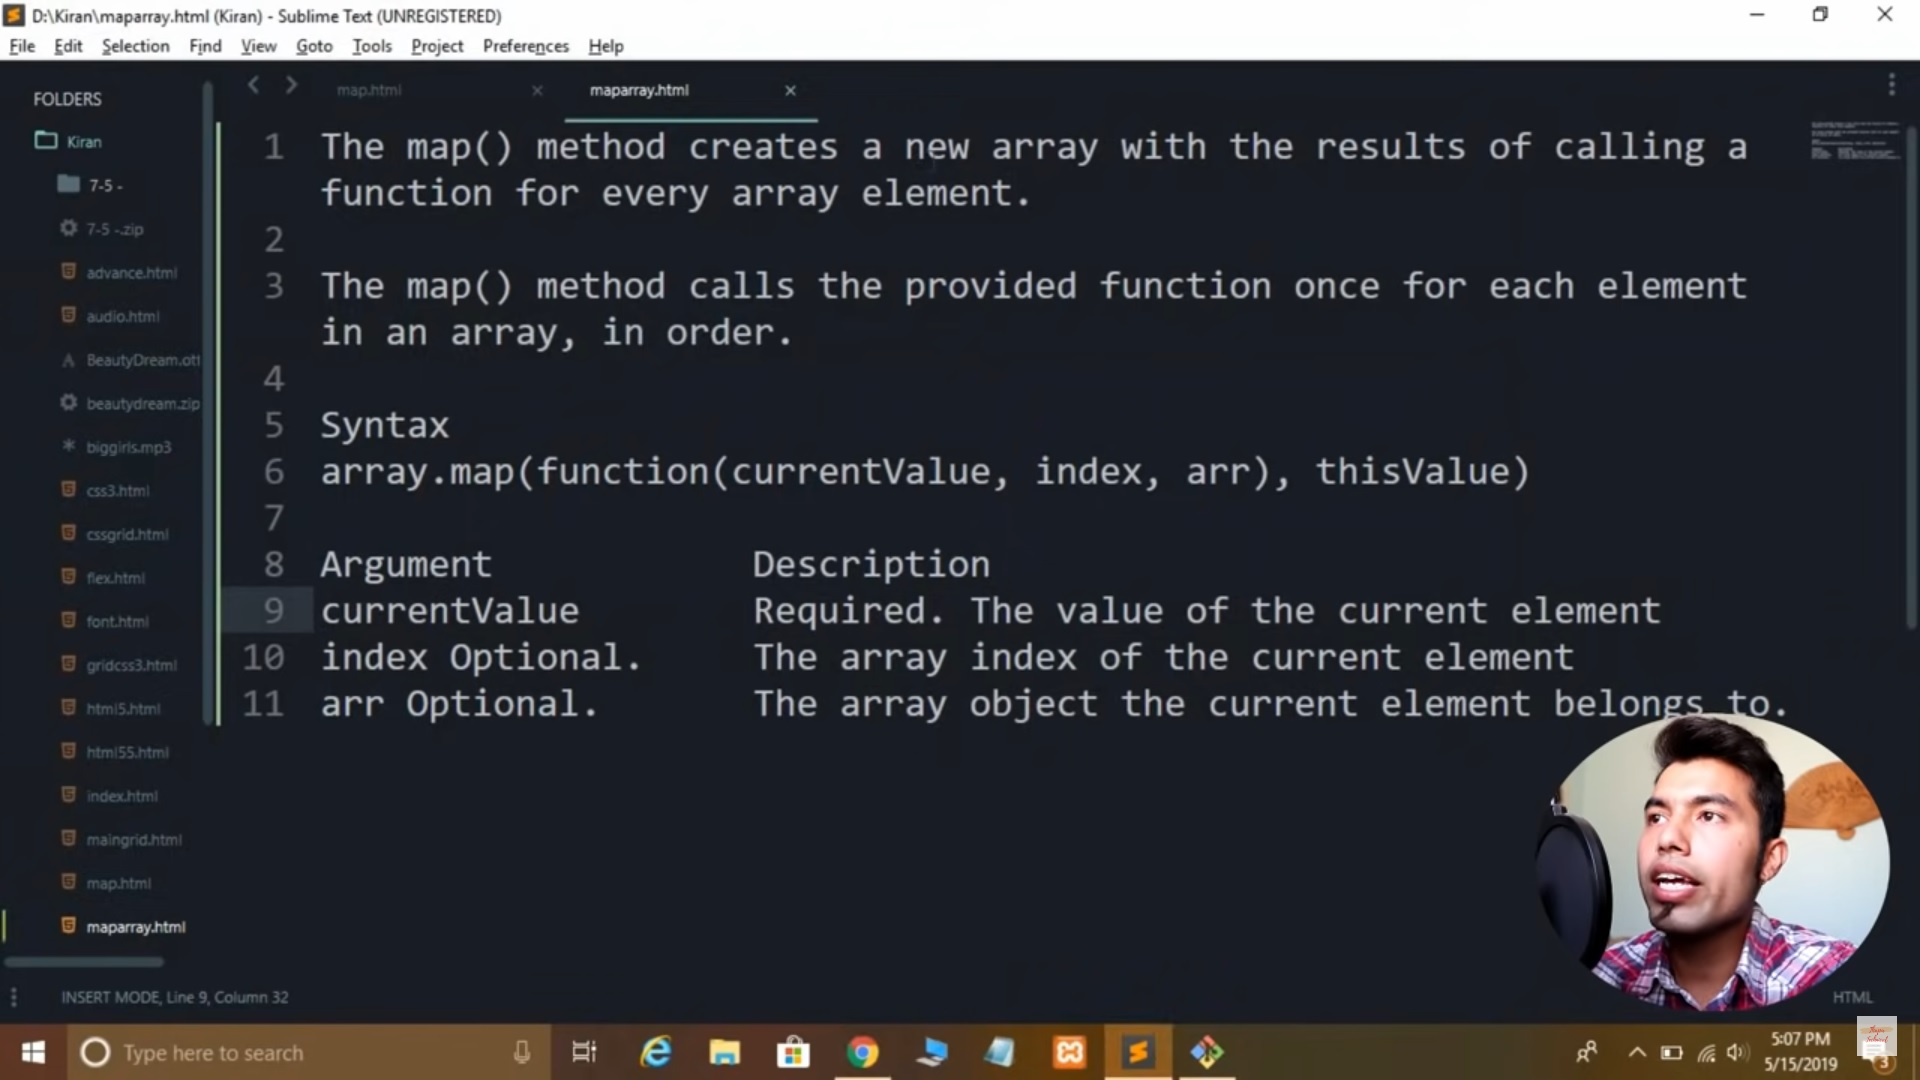 D:\Kiran\maparray.html (Kiran) - Sublime Text (UNREGISTERED)
File Edit Selection Find View Goto Tools Project Preferences Help
FOLDERS
Kiran
7-5 -
7-5 -.zip
advance.html
audio.html
BeautyDream.ott
beautydream.zip
biggirls.mp3
css3.html
cssgrid.html
flex.html
font.html
gridcss3.html
html5.html
html55.html
index.html
maingrid.html
map.html
maparray.html
map.html maparray.html
1 The map() method creates a new array with the results of calling a
function for every array element.
2
3 The map() method calls the provided function once for each element
in an array, in order.
4
5 Syntax
6 array.map(function(currentValue, index, arr), thisValue)
7
8 Argument Description
9 currentValue Required. The value of the current element
10 index Optional. The array index of the current element
11 arr Optional. The array object the current element belongs to.
INSERT MODE, Line 9, Column 32
HTML
Type here to search
5:07 PM
5/15/2019
3